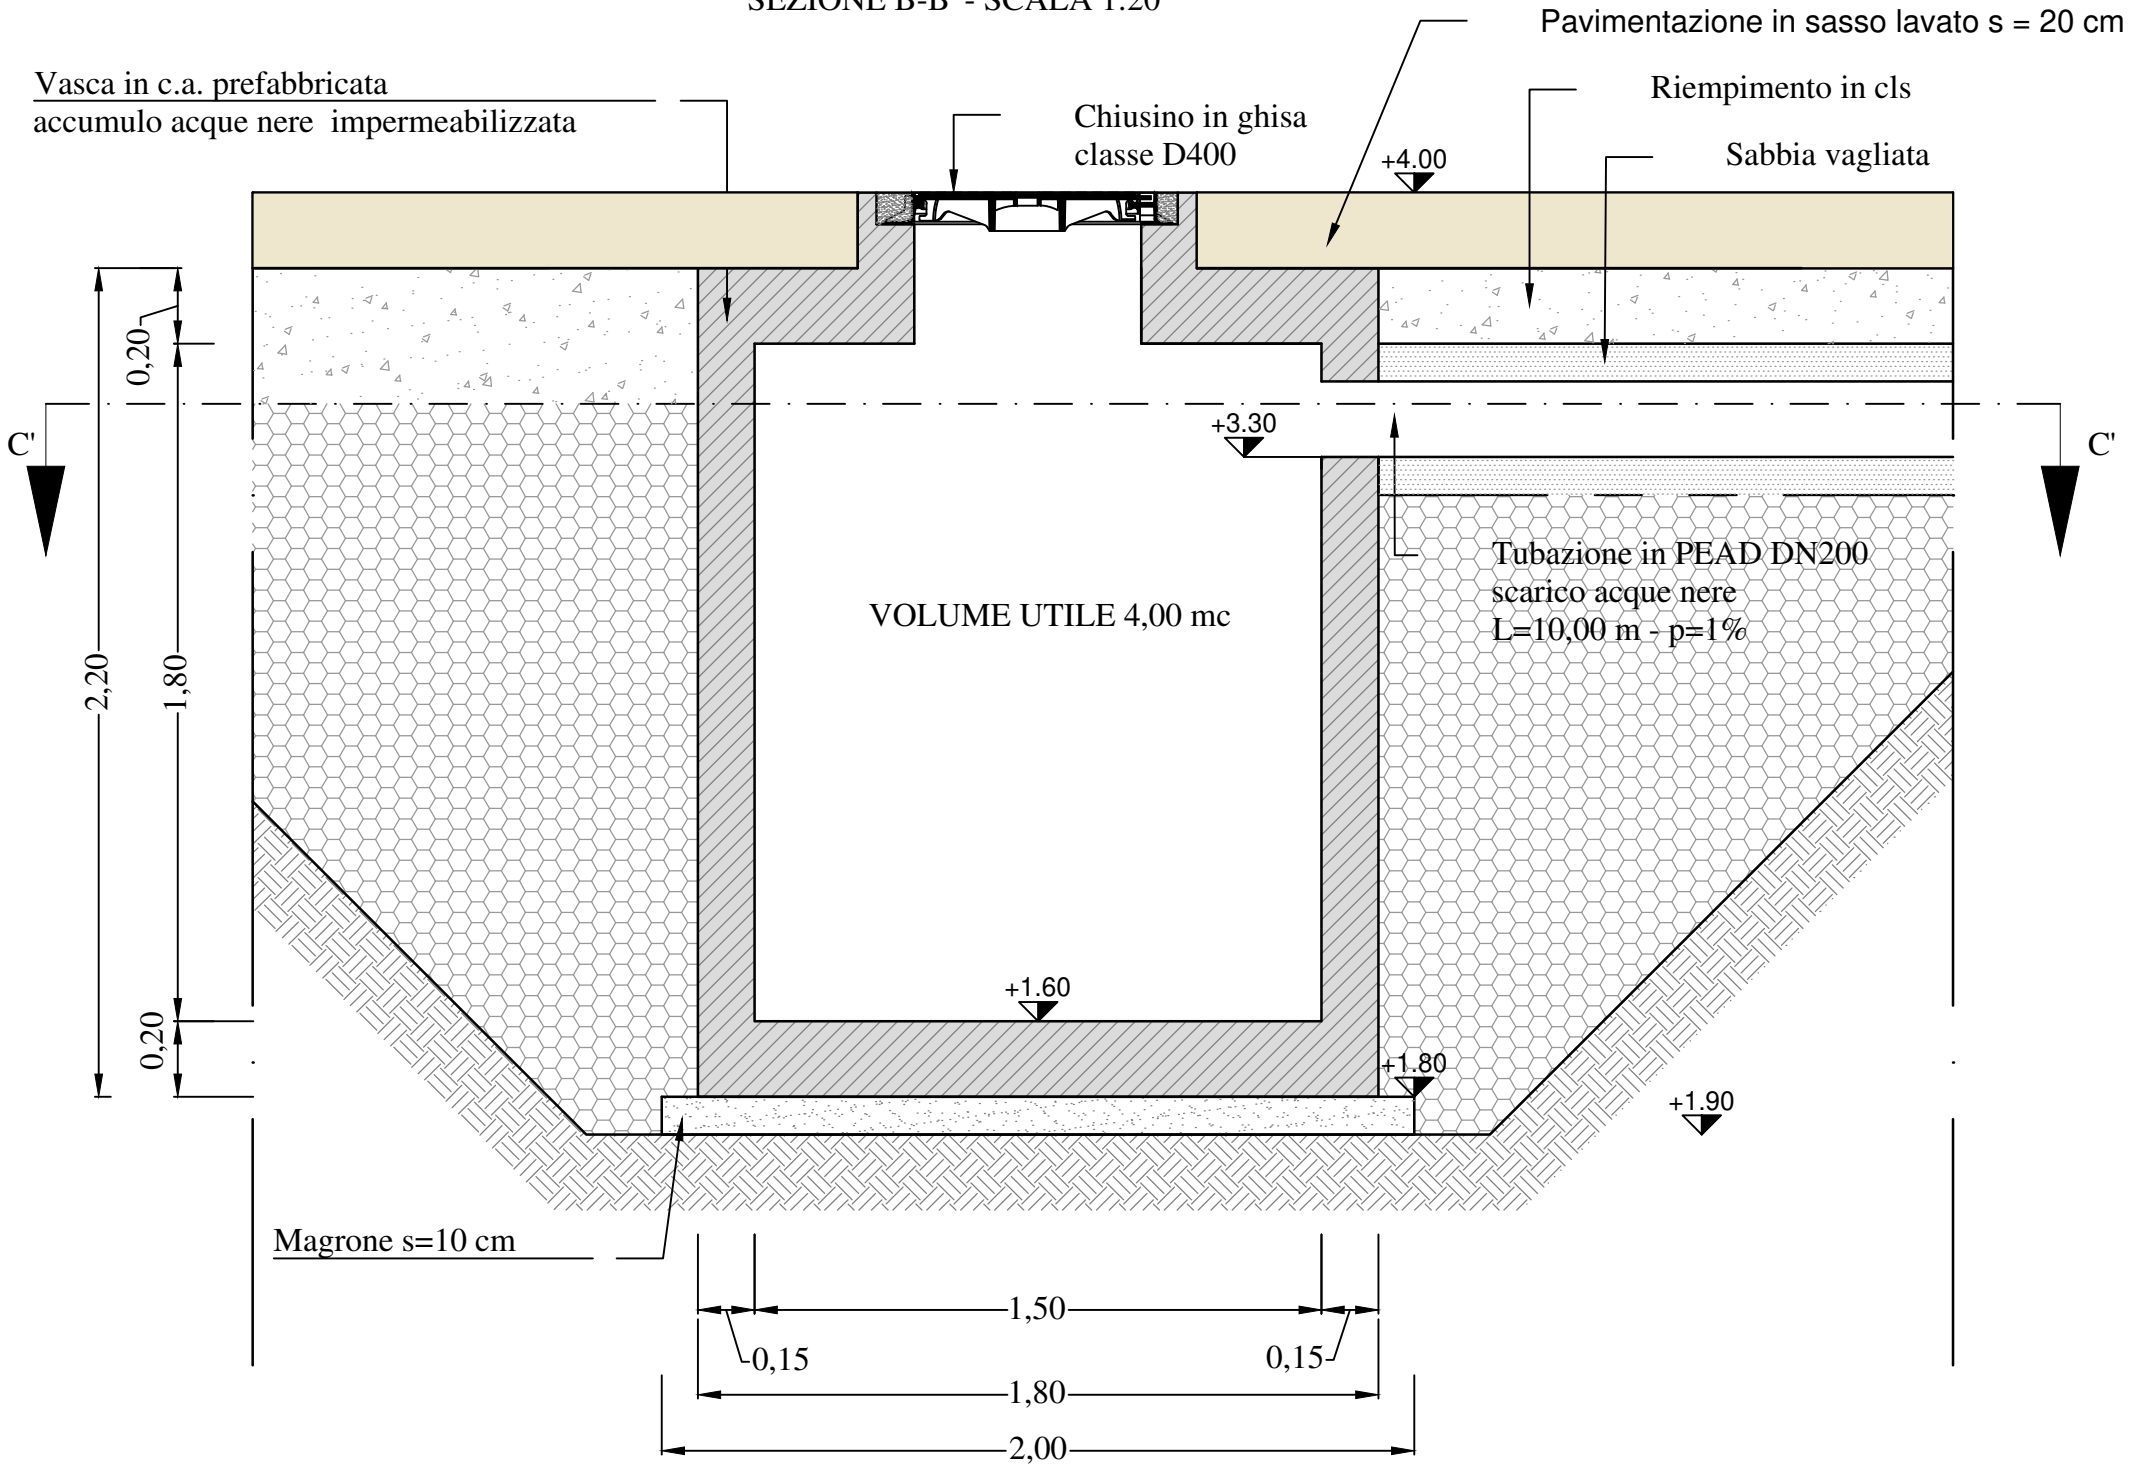 SEZIONE B-B' - SCALA 1:20
Pavimentazione in sasso lavato s = 20 cm
Vasca in c.a. prefabbricata
accumulo acque nere impermeabilizzata
Chiusino in ghisa
classe D400
Riempimento in cls
Sabbia vagliata
+4.00
0,20
C'
C'
+3.30
Tubazione in PEAD DN200
scarico acque nere
L=10,00 m - p=1%
VOLUME UTILE 4,00 mc
2,20
1,80
+1.60
0,20
+1.80
+1.90
Magrone s=10 cm
1,50
0,15
0,15
1,80
2,00